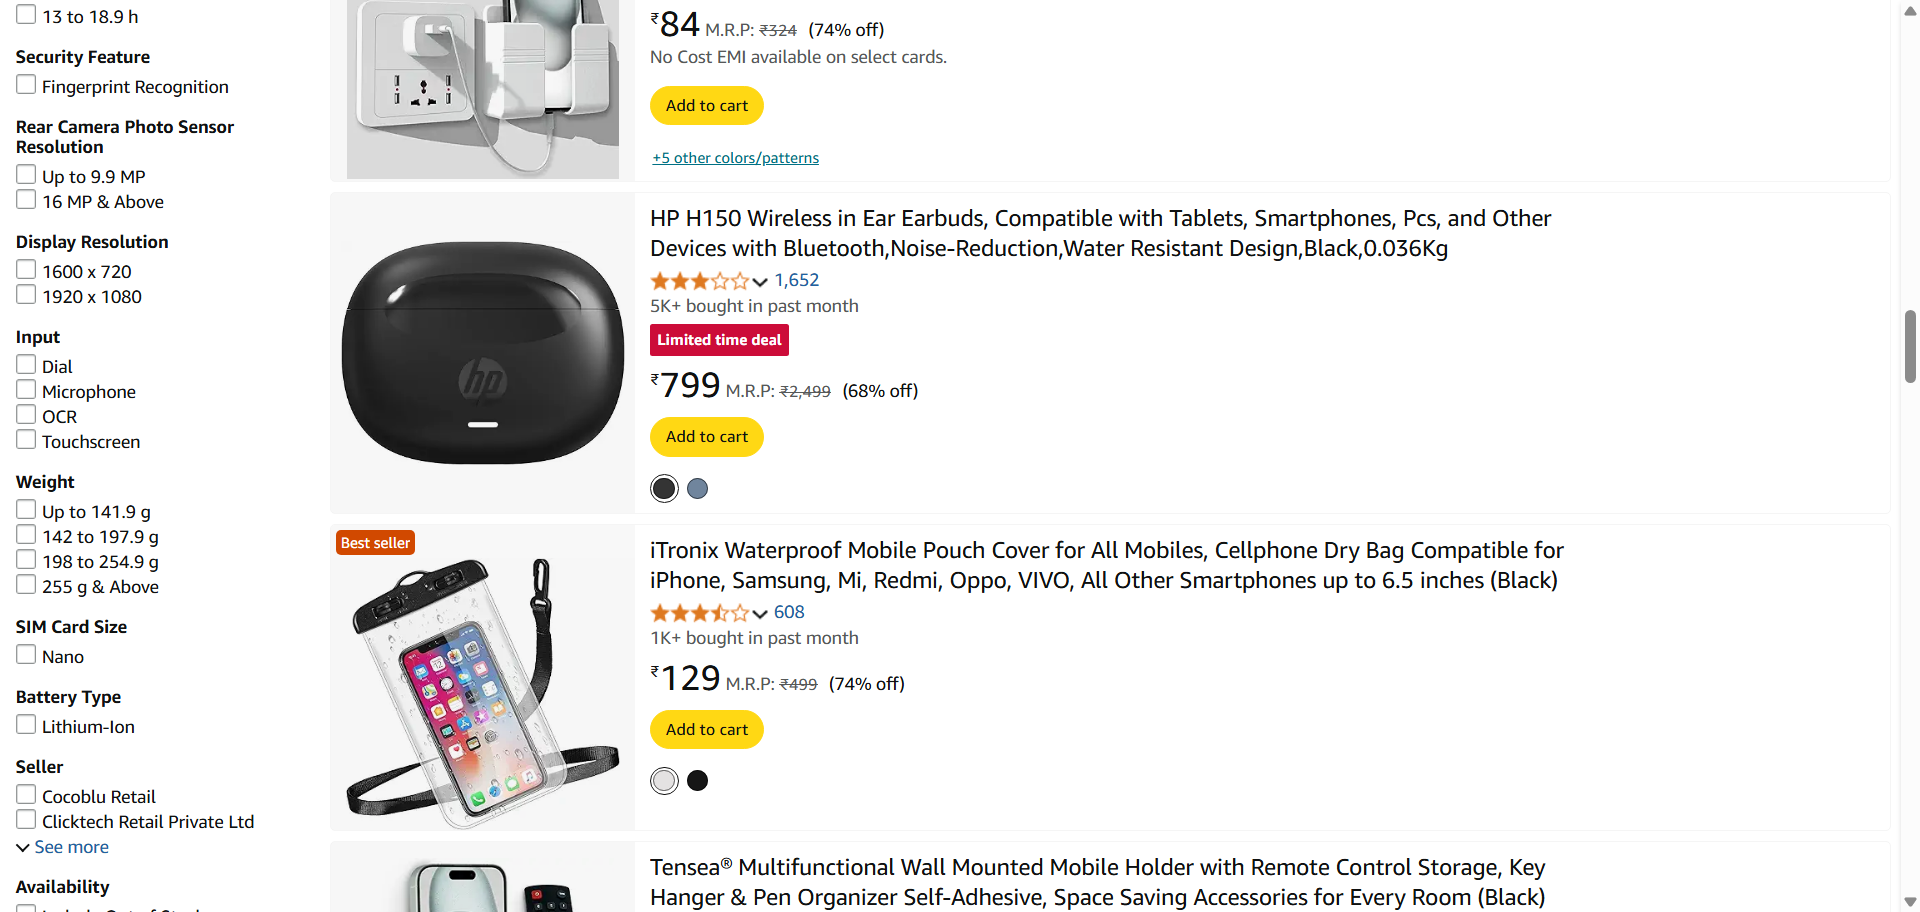 13 to 18.9 h
Security Feature
Fingerprint Recognition
Rear Camera Photo Sensor
Resolution
Up to 9.9 MP
16 MP & Above
Display Resolution
1600 x 720
1920 x 1080
Input
Dial
Microphone
OCR
Touchscreen
Weight
Up to 141.9 g
142 to 197.9 g
198 to 254.9 g
255 g & Above
SIM Card Size
Nano
Battery Type
Lithium-Ion
Seller
Cocoblu Retail
Clicktech Retail Private Ltd
See more
Availability
₹84 M.R.P: ₹324 (74% off)
No Cost EMI available on select cards.
Add to cart
+5 other colors/patterns
hp
HP H150 Wireless in Ear Earbuds, Compatible with Tablets, Smartphones, Pcs, and Other
Devices with Bluetooth,Noise-Reduction,Water Resistant Design,Black,0.036Kg
1,652
5K+ bought in past month
Limited time deal
₹799 M.R.P: ₹2,499 (68% off)
Add to cart
Best seller
iTronix Waterproof Mobile Pouch Cover for All Mobiles, Cellphone Dry Bag Compatible for
iPhone, Samsung, Mi, Redmi, Oppo, VIVO, All Other Smartphones up to 6.5 inches (Black)
608
1K+ bought in past month
₹129 M.R.P: ₹499 (74% off)
Add to cart
Tensea® Multifunctional Wall Mounted Mobile Holder with Remote Control Storage, Key
Hanger & Pen Organizer Self-Adhesive, Space Saving Accessories for Every Room (Black)